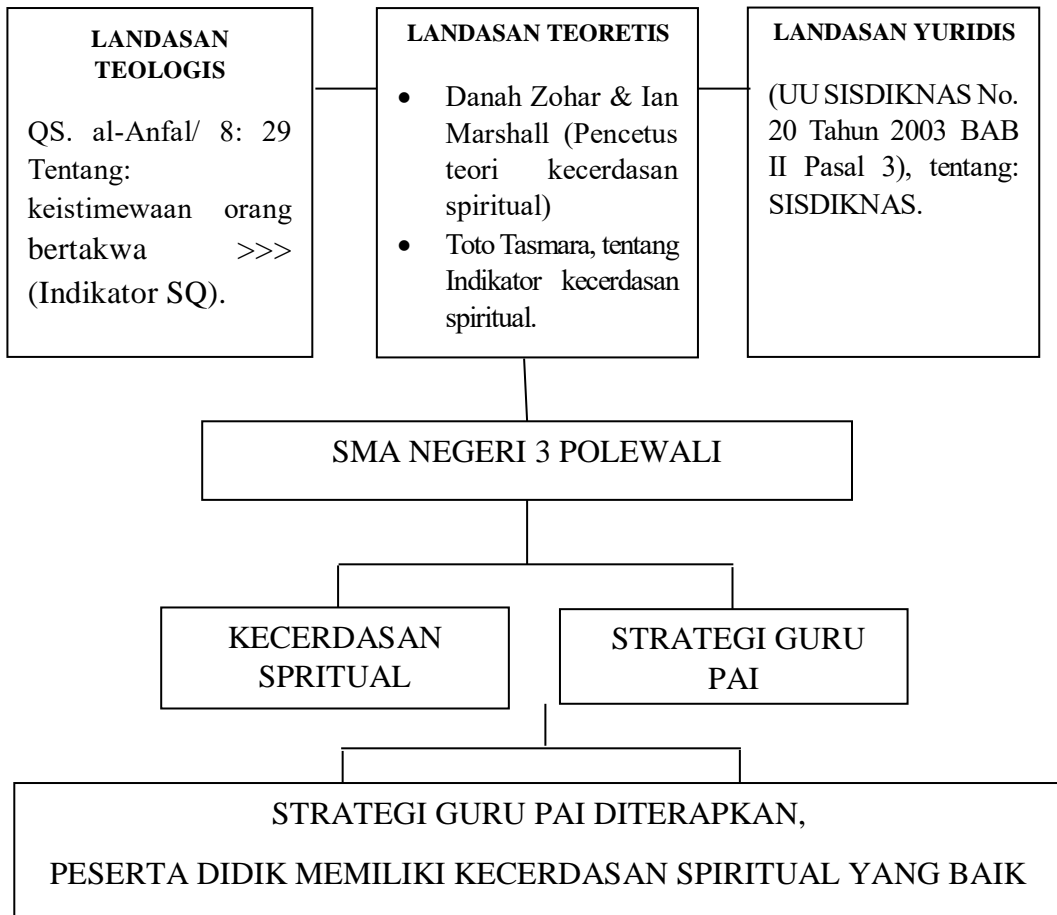 LANDASAN
TEOLOGIS
QS. al-Anfal/ 8: 29
Tentang:
keistimewaan orang
bertakwa >>>
(Indikator SQ).
LANDASAN TEORETIS
• Danah Zohar & Ian
Marshall (Pencetus
teori kecerdasan
spiritual)
• Toto Tasmara, tentang
Indikator kecerdasan
spiritual.
LANDASAN YURIDIS
(UU SISDIKNAS No.
20 Tahun 2003 BAB
II Pasal 3), tentang:
SISDIKNAS.
SMA NEGERI 3 POLEWALI
KECERDASAN
SPRITUAL
STRATEGI GURU
PAI
STRATEGI GURU PAI DITERAPKAN,
PESERTA DIDIK MEMILIKI KECERDASAN SPIRITUAL YANG BAIK